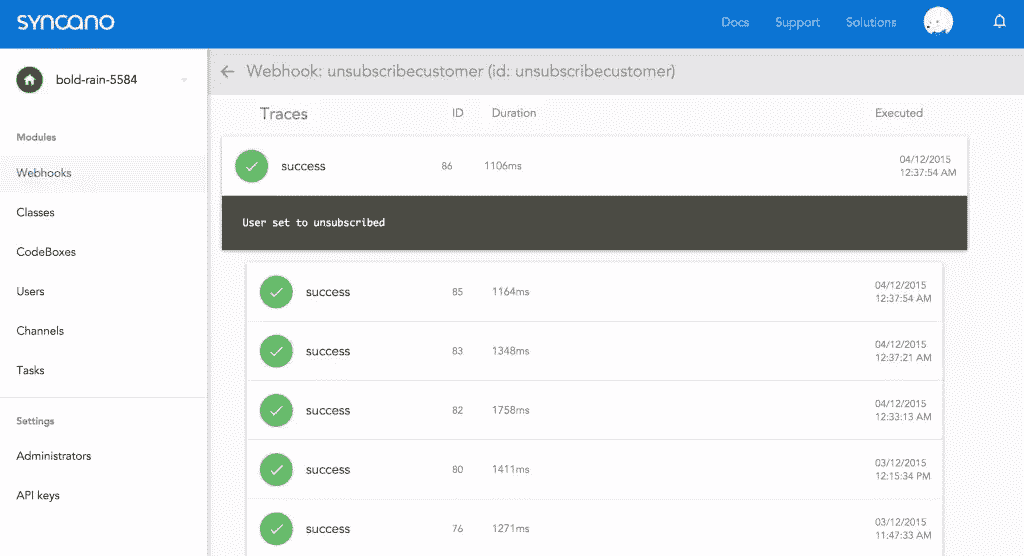 syncano
Docs Support Solutions
bold-rain-5584
Modules
Webhooks
Classes
CodeBoxes
Users
Channels
Tasks
Settings
Administrators
API keys
Webhook: unsubscribecustomer (id: unsubscribecustomer)
Traces ID Duration Executed
success 86 1106ms 04/12/2015
12:37:54 AM
User set to unsubscribed
success 85 1164ms 04/12/2015
12:37:54 AM
success 83 1348ms 04/12/2015
12:37:21 AM
success 82 1758ms 04/12/2015
12:33:13 AM
success 80 1411ms 03/12/2015
12:15:34 PM
success 76 1271ms 03/12/2015
11:47:33 AM